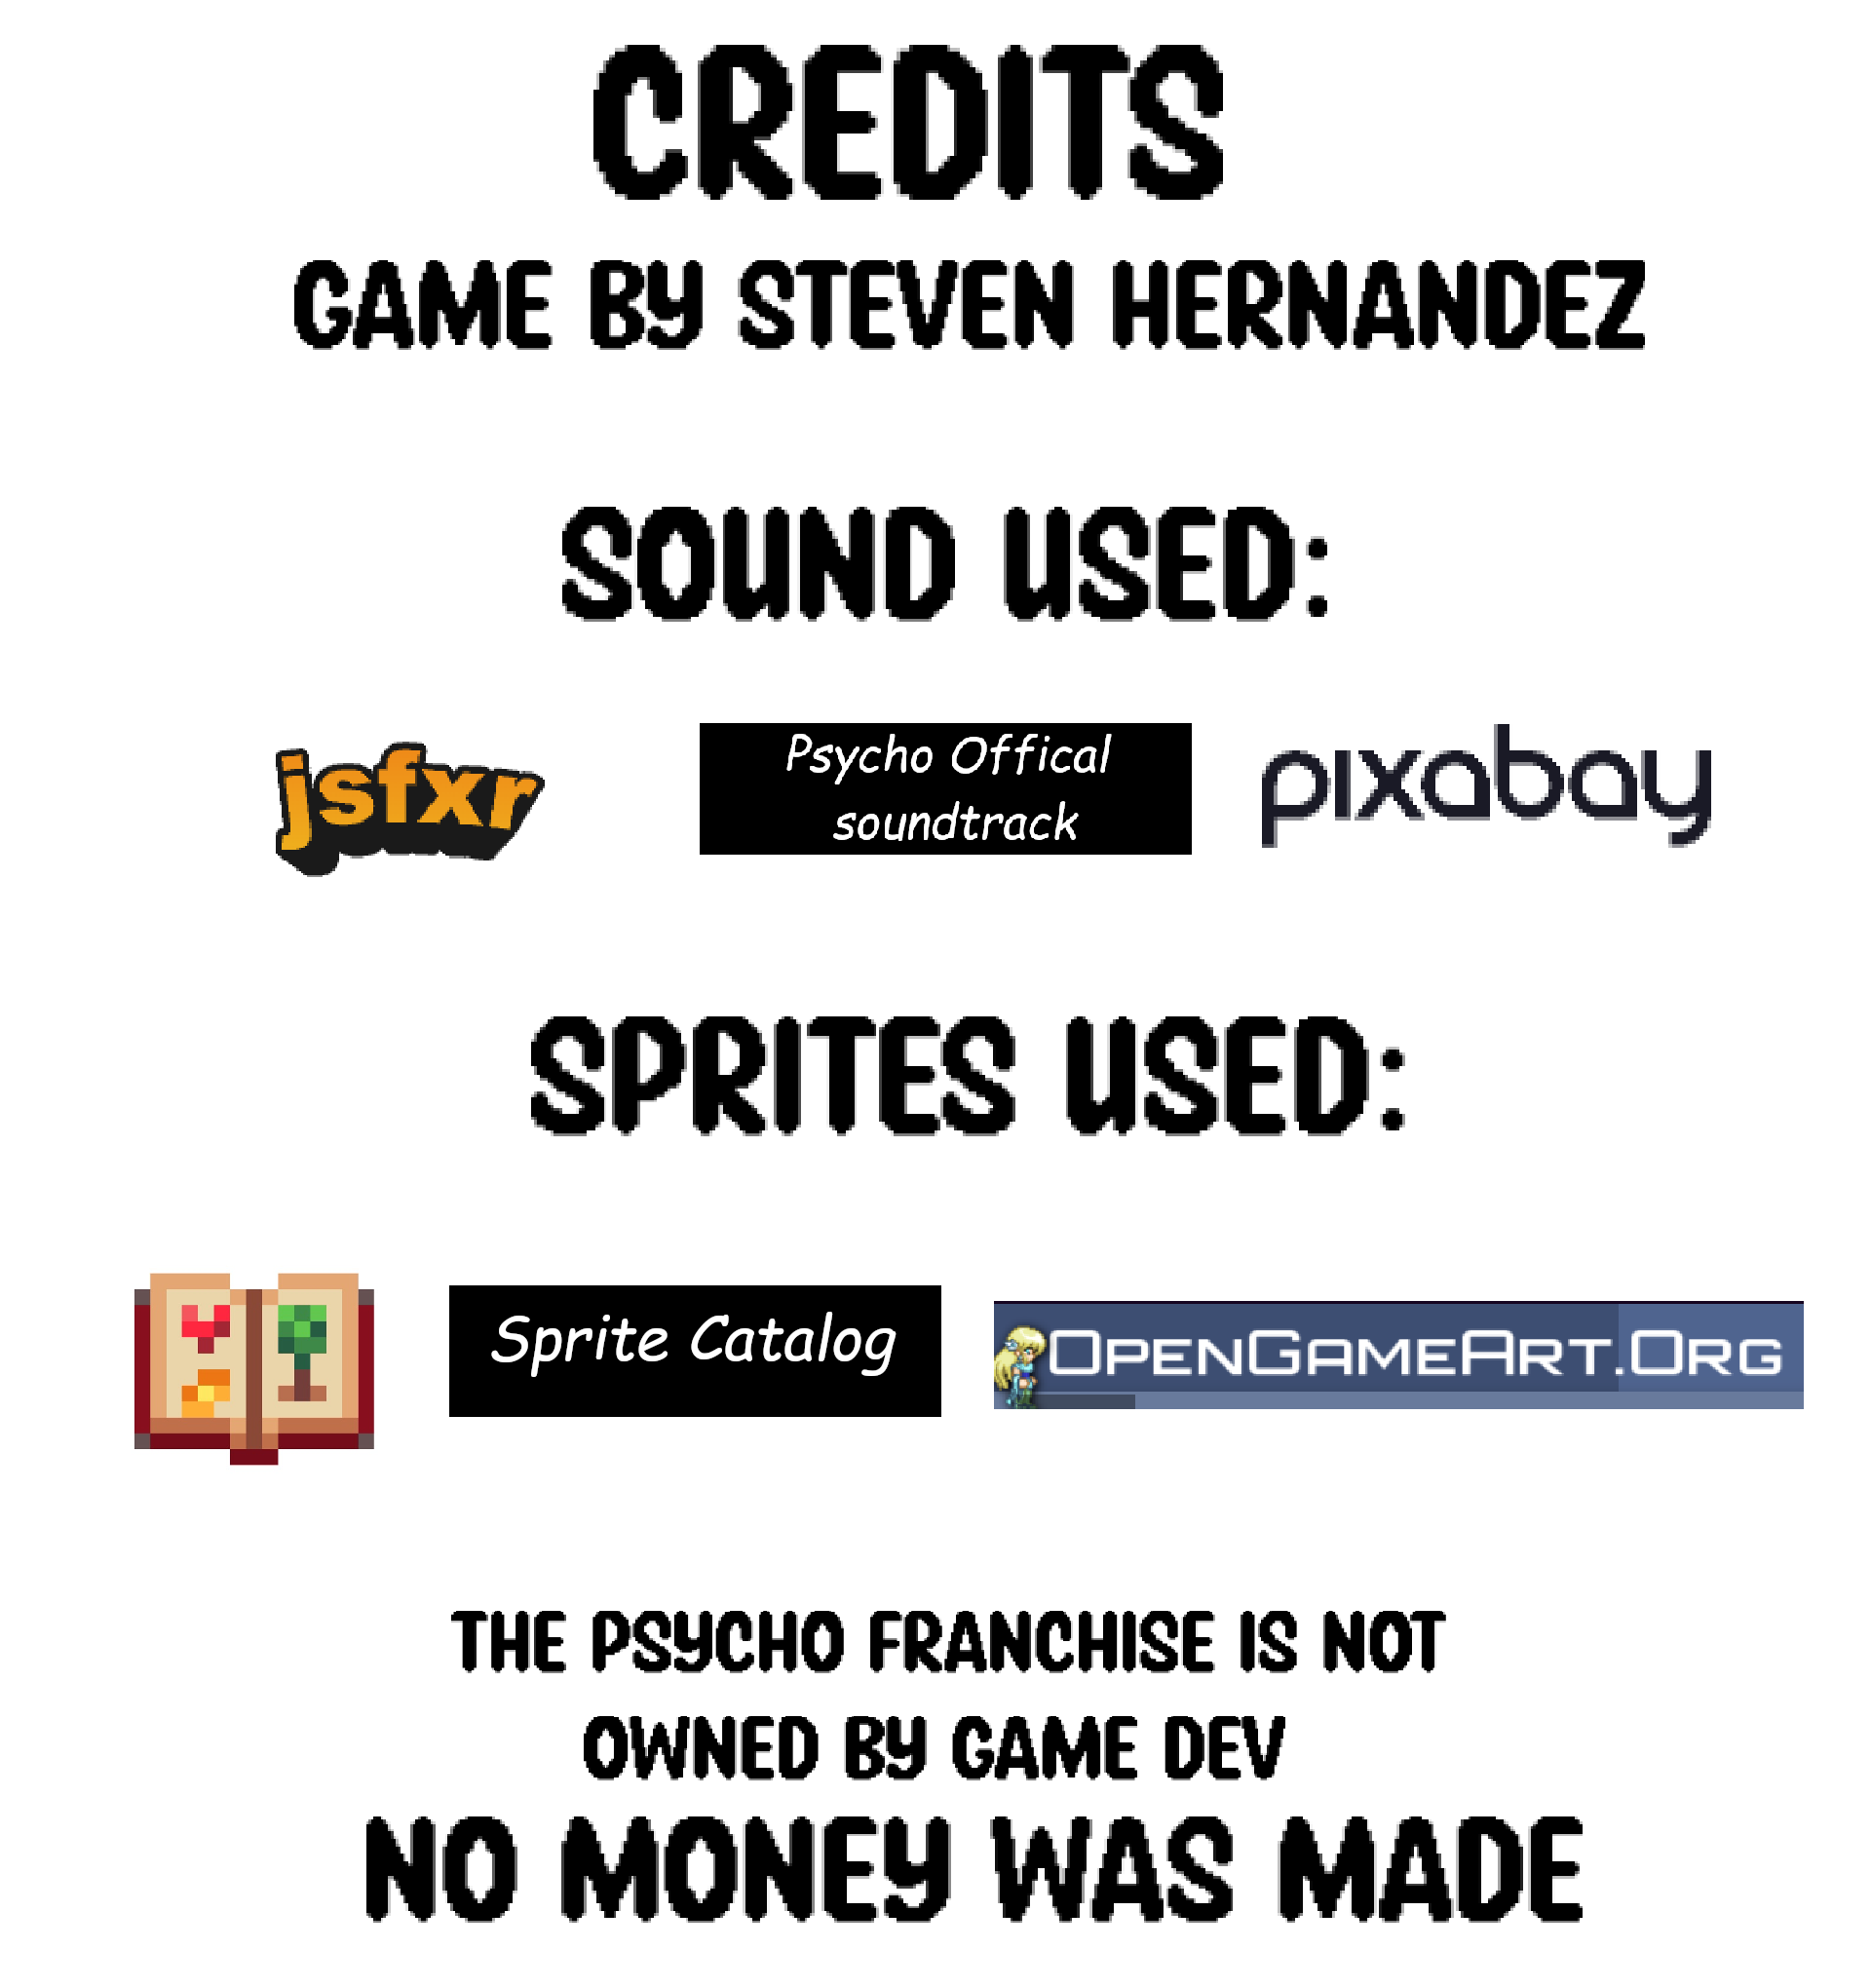 CREDITS
GAME BY STEVEN HERNANDEZ
SOUND USED:
jsfxr
Psycho Offical
soundtrack
pixabay
SPRITES USED:
Sprite Catalog
OPENGAMEART.ORG
THE PSYCHO FRANCHISE IS NOT
OWNED BY GAME DEV
NO MONEY WAS MADE